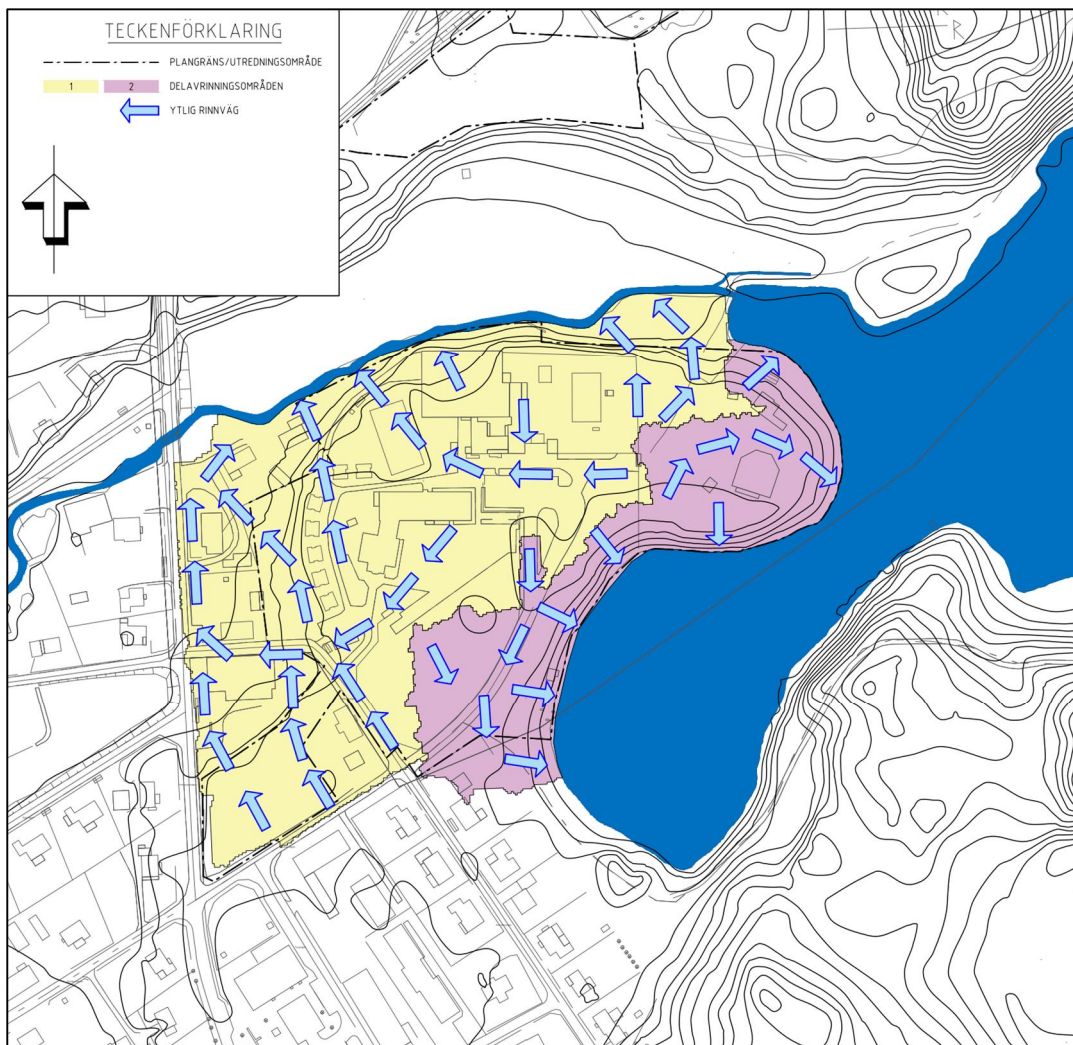 TECKENFÖRKLARING
PLANGRÄNS/UTREDNINGSOMRÅDE
1 2 DELAVRINNINGSOMRÅDEN
YTLIG RINNVÄG
R